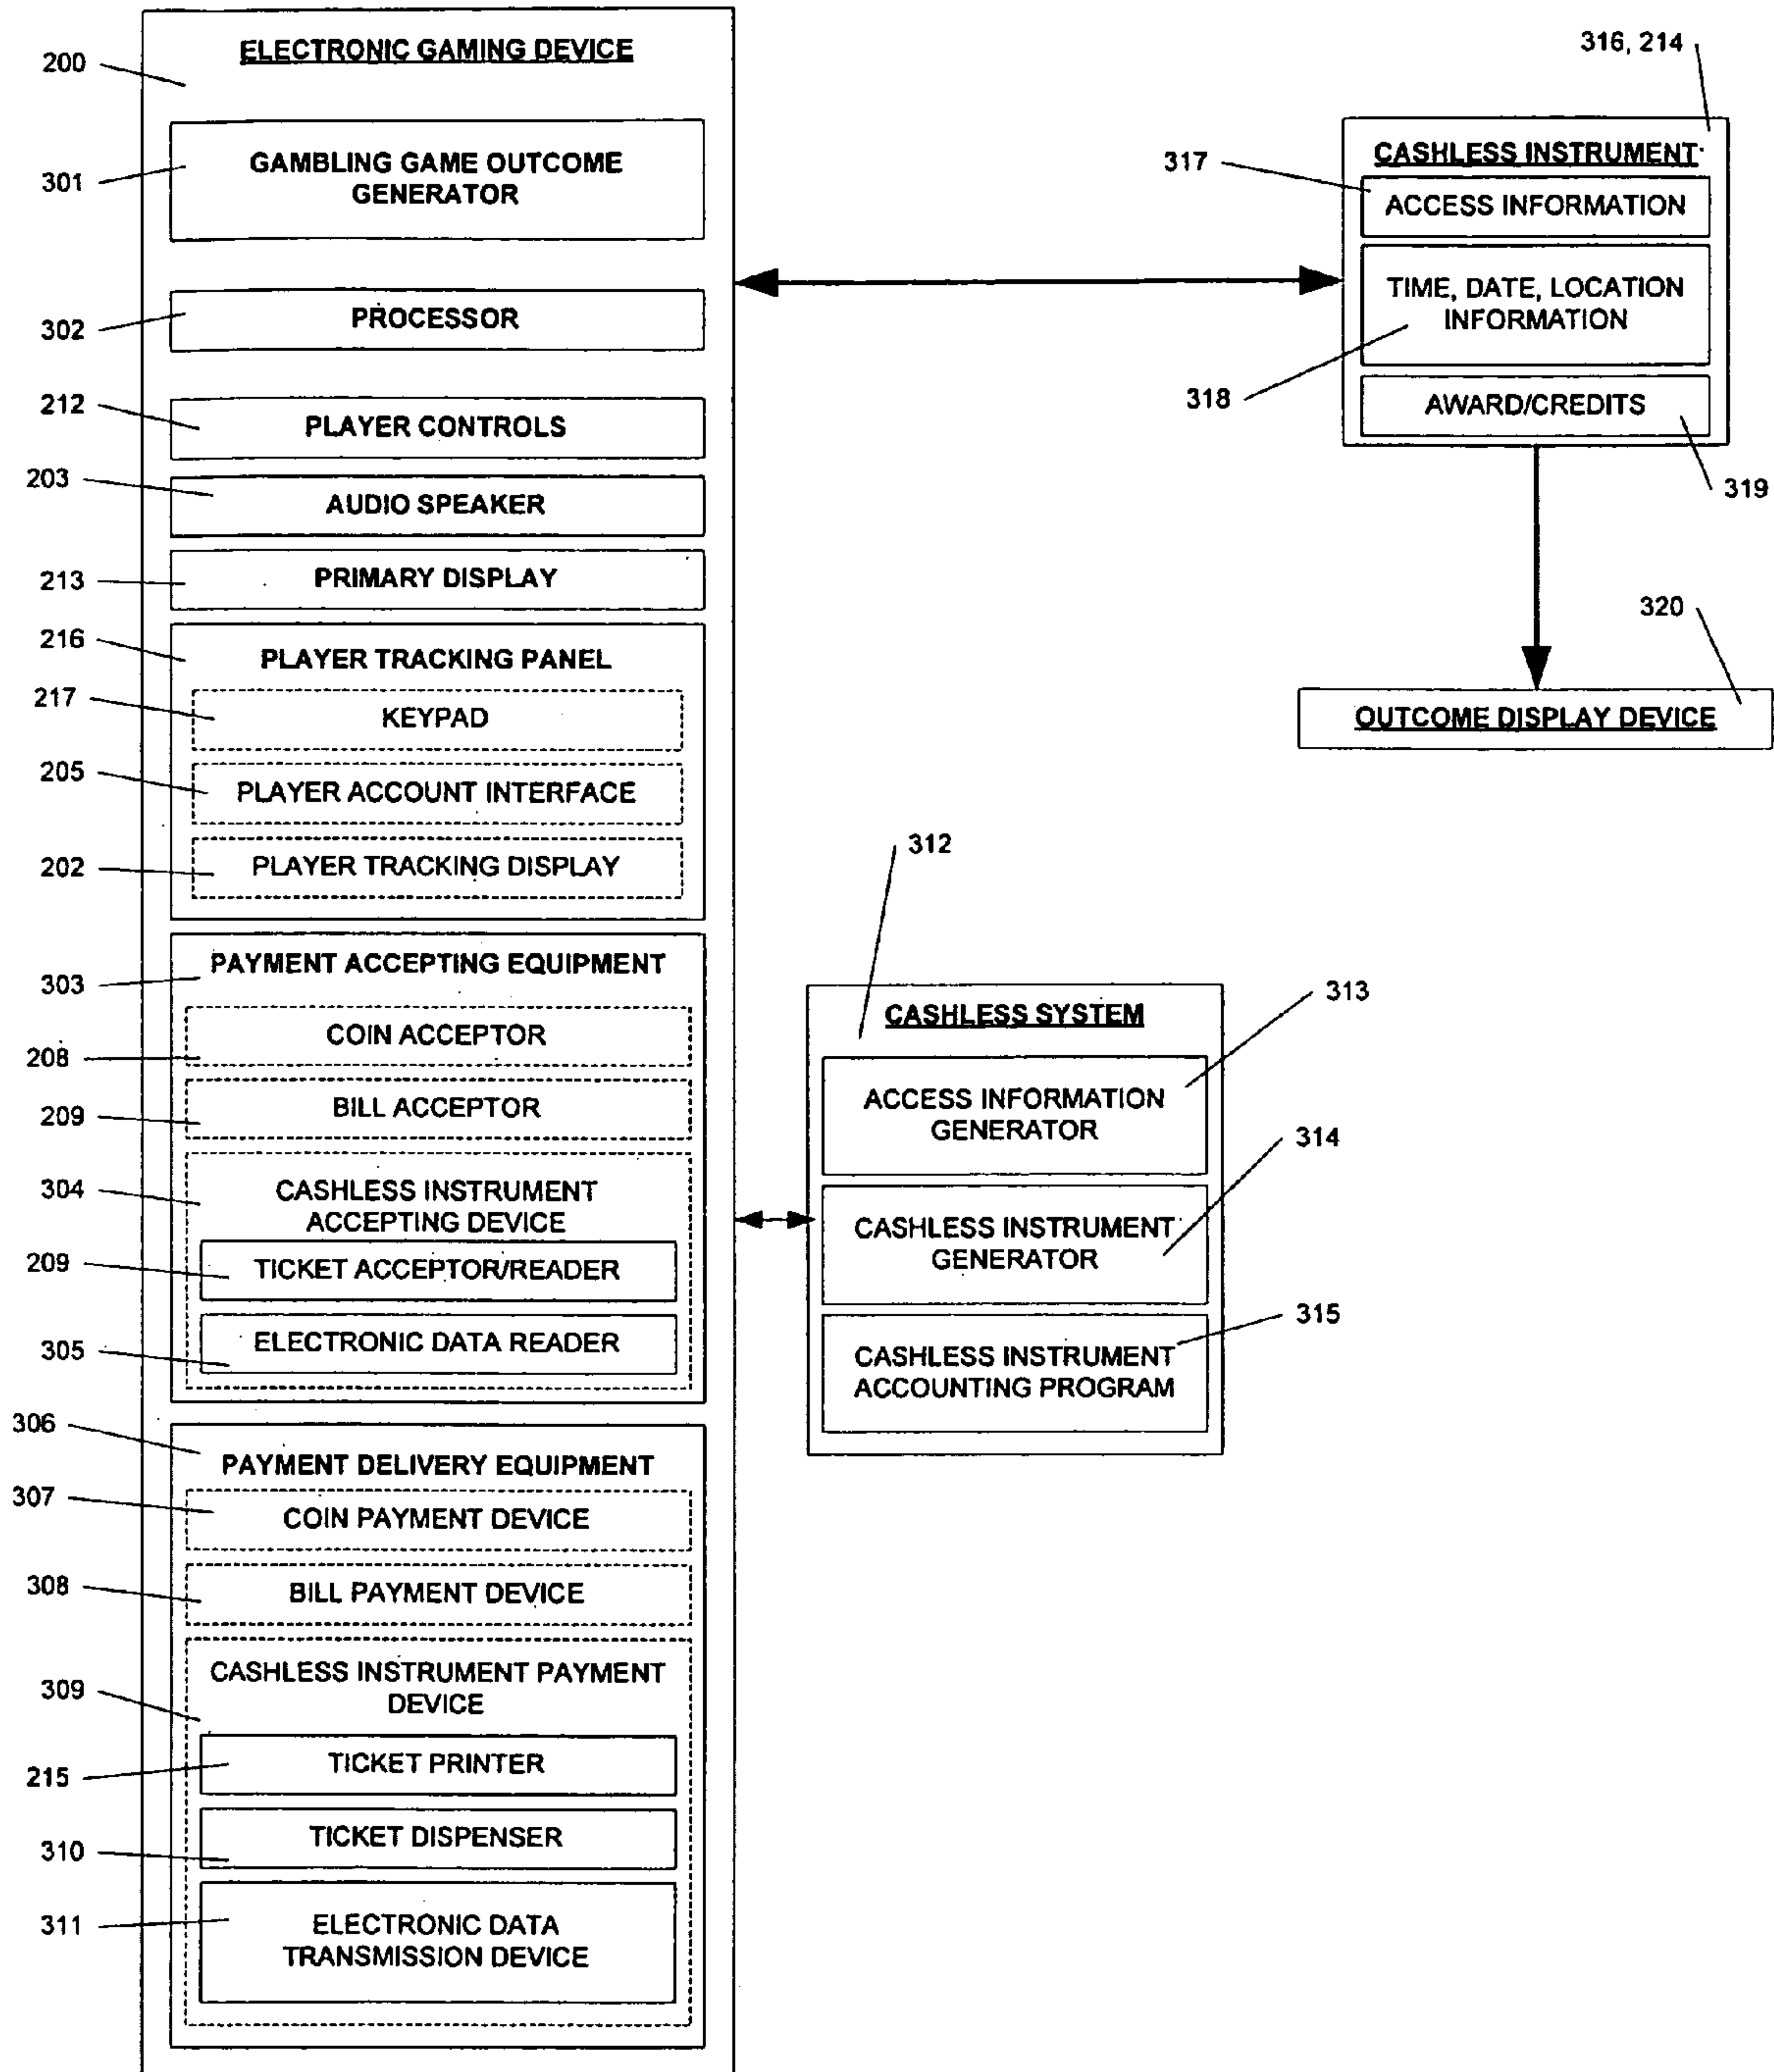 ELECTRONIC GAMING DEVICE
200
GAMBLING GAME OUTCOME
GENERATOR
301
PROCESSOR
302
212
PLAYER CONTROLS
203
AUDIO SPEAKER
213
PRIMARY DISPLAY
216
PLAYER TRACKING PANEL
217
KEYPAD
205
PLAYER ACCOUNT INTERFACE
202
PLAYER TRACKING DISPLAY
303
PAYMENT ACCEPTING EQUIPMENT
COIN ACCEPTOR
208
BILL ACCEPTOR
209
304
CASHLESS INSTRUMENT
ACCEPTING DEVICE
209
TICKET ACCEPTOR/READER
ELECTRONIC DATA READER
305
306
PAYMENT DELIVERY EQUIPMENT
307
COIN PAYMENT DEVICE
308
BILL PAYMENT DEVICE
CASHLESS INSTRUMENT PAYMENT
DEVICE
309
TICKET PRINTER
215
TICKET DISPENSER
310
311
ELECTRONIC DATA
TRANSMISSION DEVICE
316, 214
CASHLESS INSTRUMENT
317
ACCESS INFORMATION
TIME, DATE, LOCATION
INFORMATION
318
AWARD/CREDITS
319
320
OUTCOME DISPLAY DEVICE
312
CASHLESS SYSTEM
313
ACCESS INFORMATION
GENERATOR
314
CASHLESS INSTRUMENT
GENERATOR
315
CASHLESS INSTRUMENT
ACCOUNTING PROGRAM